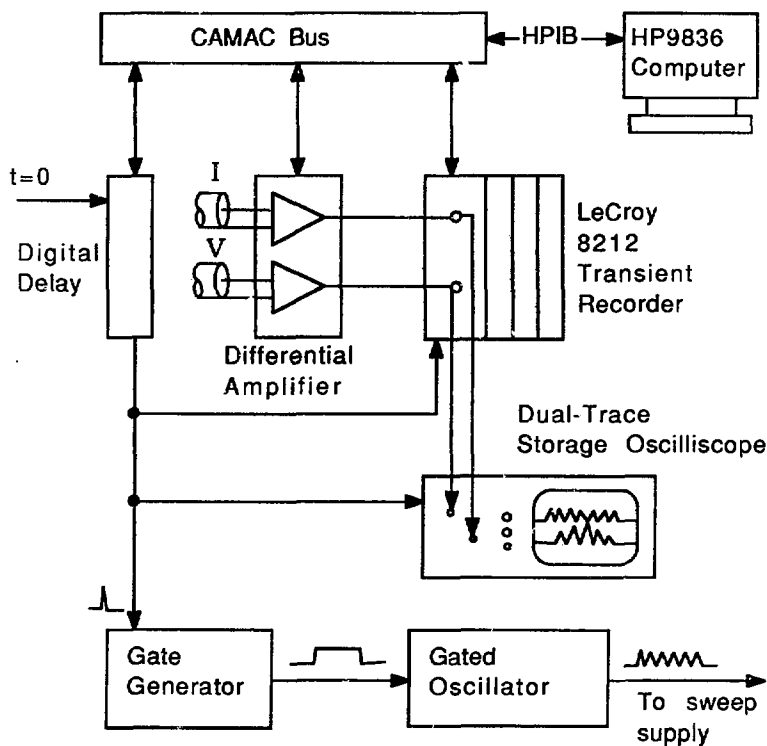 CAMAC Bus
HPIB
HP9836
Computer
t=0
I
V
Digital
Delay
LeCroy
8212
Transient
Recorder
Differential
Amplifier
Dual-Trace
Storage Oscilliscope
Gate
Generator
Gated
Oscillator
To sweep
supply